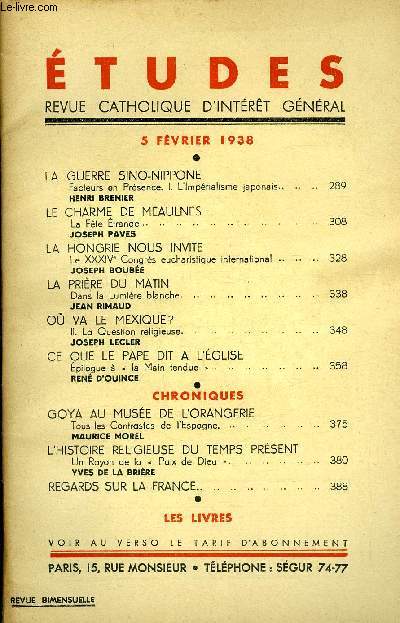 © Le-livre.com
ÉTUDES
REVUE CATHOLIQUE D'INTÉRÊT GÉNÉRAL
5 FÉVRIER 1938
LA GUERRE SINO-NIPPONE
Facteurs en Présence. I. L'Impérialisme japonais.. .. .. 289
HENRI BRENIER
LE CHARME DE MEAULNES
La Fête Étrange .. .. .. .. .. .. .. .. 308
JOSEPH PAVES
LA HONGRIE NOUS INVITE
Le XXXIVe Congrès eucharistique international .. .. .. 328
JOSEPH BOUBÉE
LA PRIÈRE DU MATIN
Dans la Lumière blanche .. .. .. .. .. .. .. 338
JEAN RIMAUD
OÙ VA LE MEXIQUE?
II. La Question religieuse. .. .. .. .. .. .. 348
JOSEPH LECLER
CE QUE LE PAPE DIT A L'ÉGLISE
Épilogue à « la Main tendue » .. .. .. .. .. .. 358
RENÉ D'OUINCE
CHRONIQUES
GOYA AU MUSÉE DE L'ORANGERIE
Tous les Contrastes de l'Espagne. .. .. .. .. .. 375
MAURICE MOREL
L'HISTOIRE RELIGIEUSE DU TEMPS PRÉSENT
Un Rayon de la « Paix de Dieu ».. .. .. .. .. .. 380
YVES DE LA BRIÈRE
REGARDS SUR LA FRANCE.. .. .. .. .. .. .. 388
LES LIVRES
VOIR AU VERSO LE TARIF D'ABONNEMENT
PARIS, 15, RUE MONSIEUR • TÉLÉPHONE : SÉGUR 74-77
REVUE BIMENSUELLE